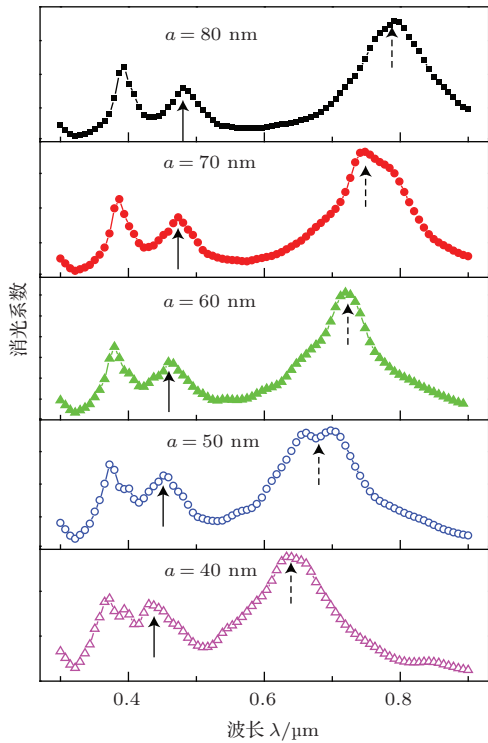 a = 80 nm
a = 70 nm
a = 60 nm
a = 50 nm
a = 40 nm
消光系数
0.4 0.6 0.8
波长 λ/μm